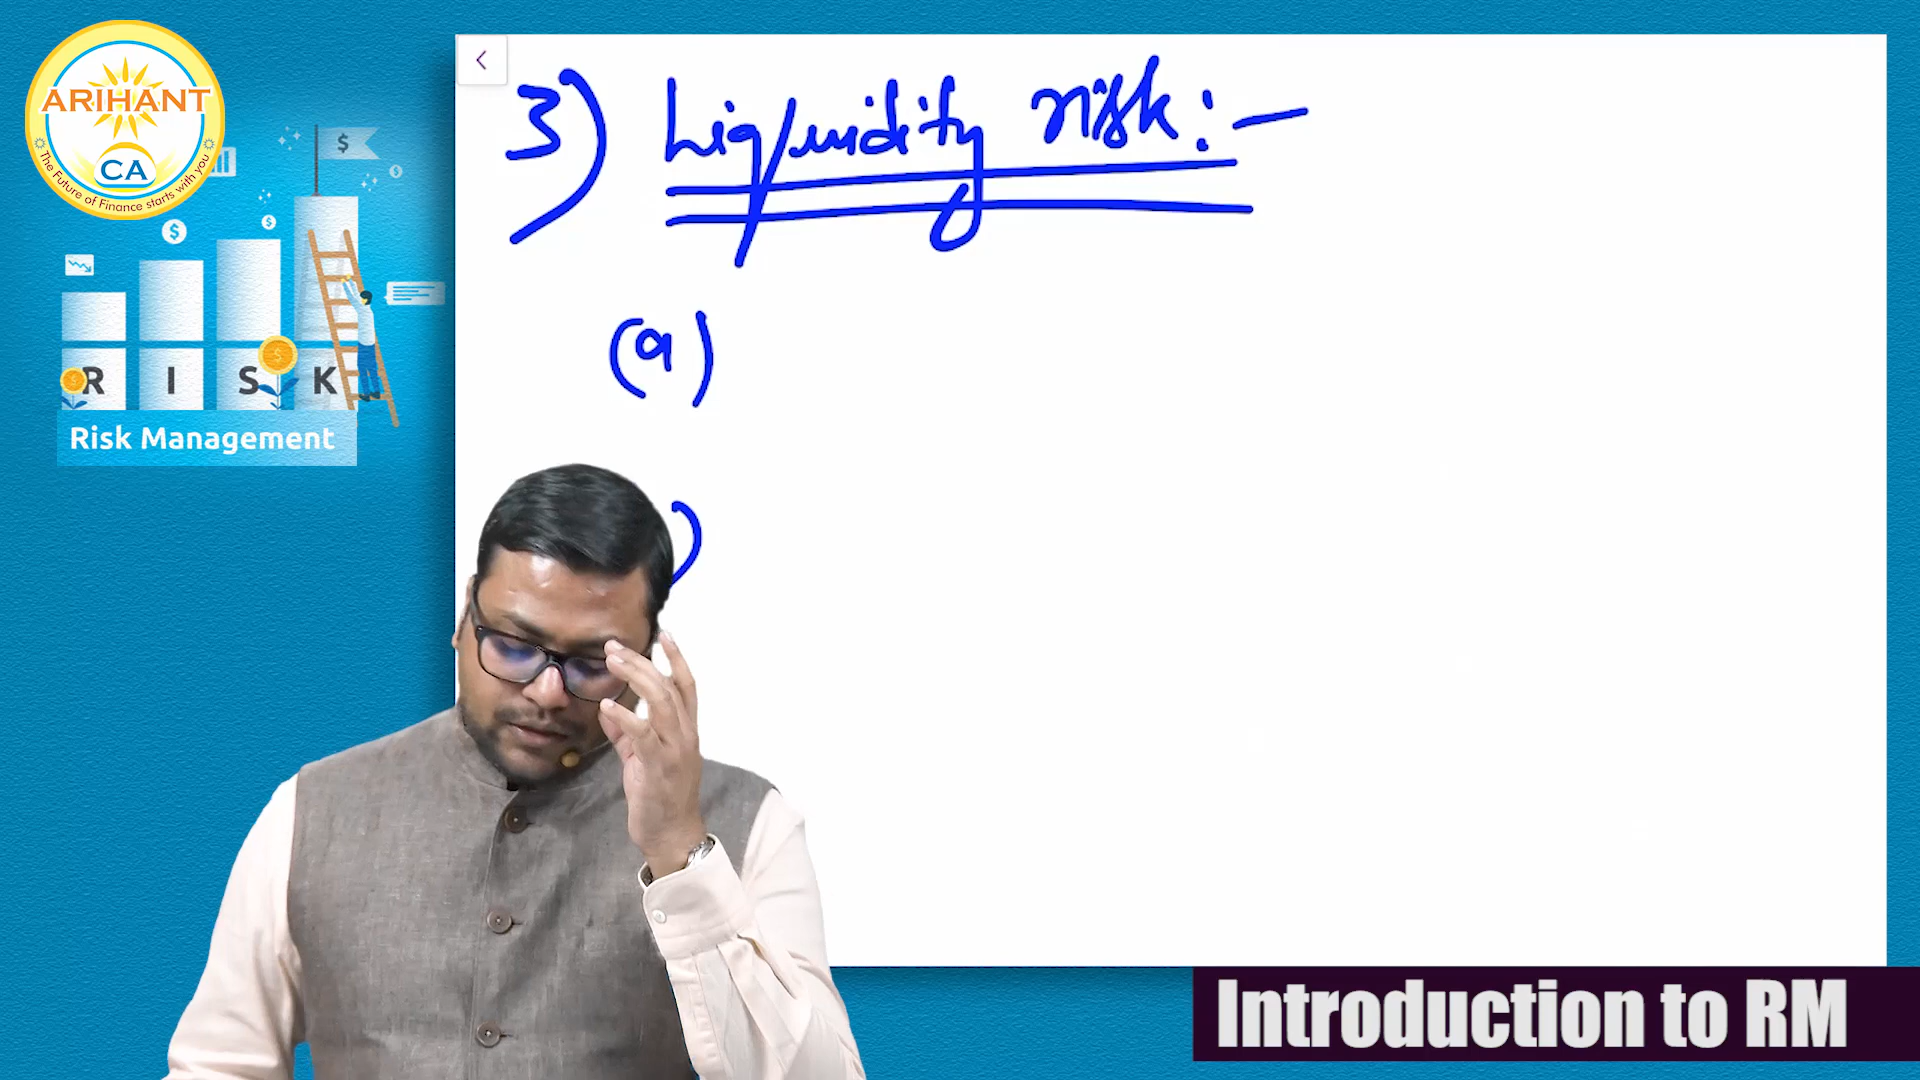 ARIHANT
CA
The Future of Finance starts with you
R I S K
Risk Management
3) Liquidity risk :-
(a)
)
Introduction to RM